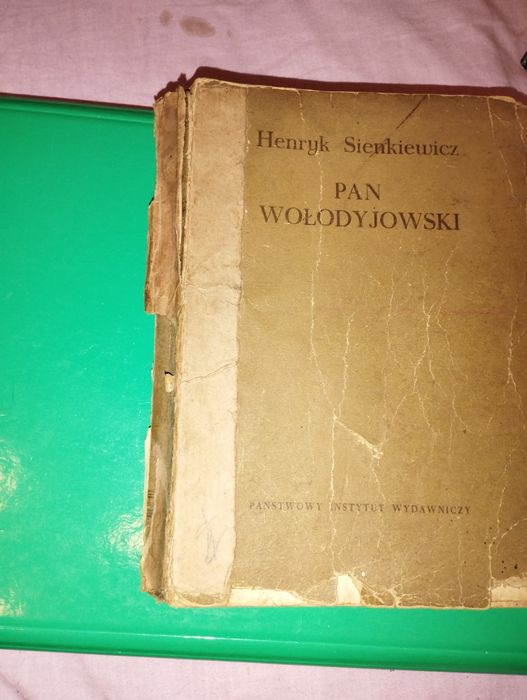 Henryk Sienkiewicz
PAN
WOŁODYJOWSKI
PAŃSTWOWY INSTYTUT WYDAWNICZY